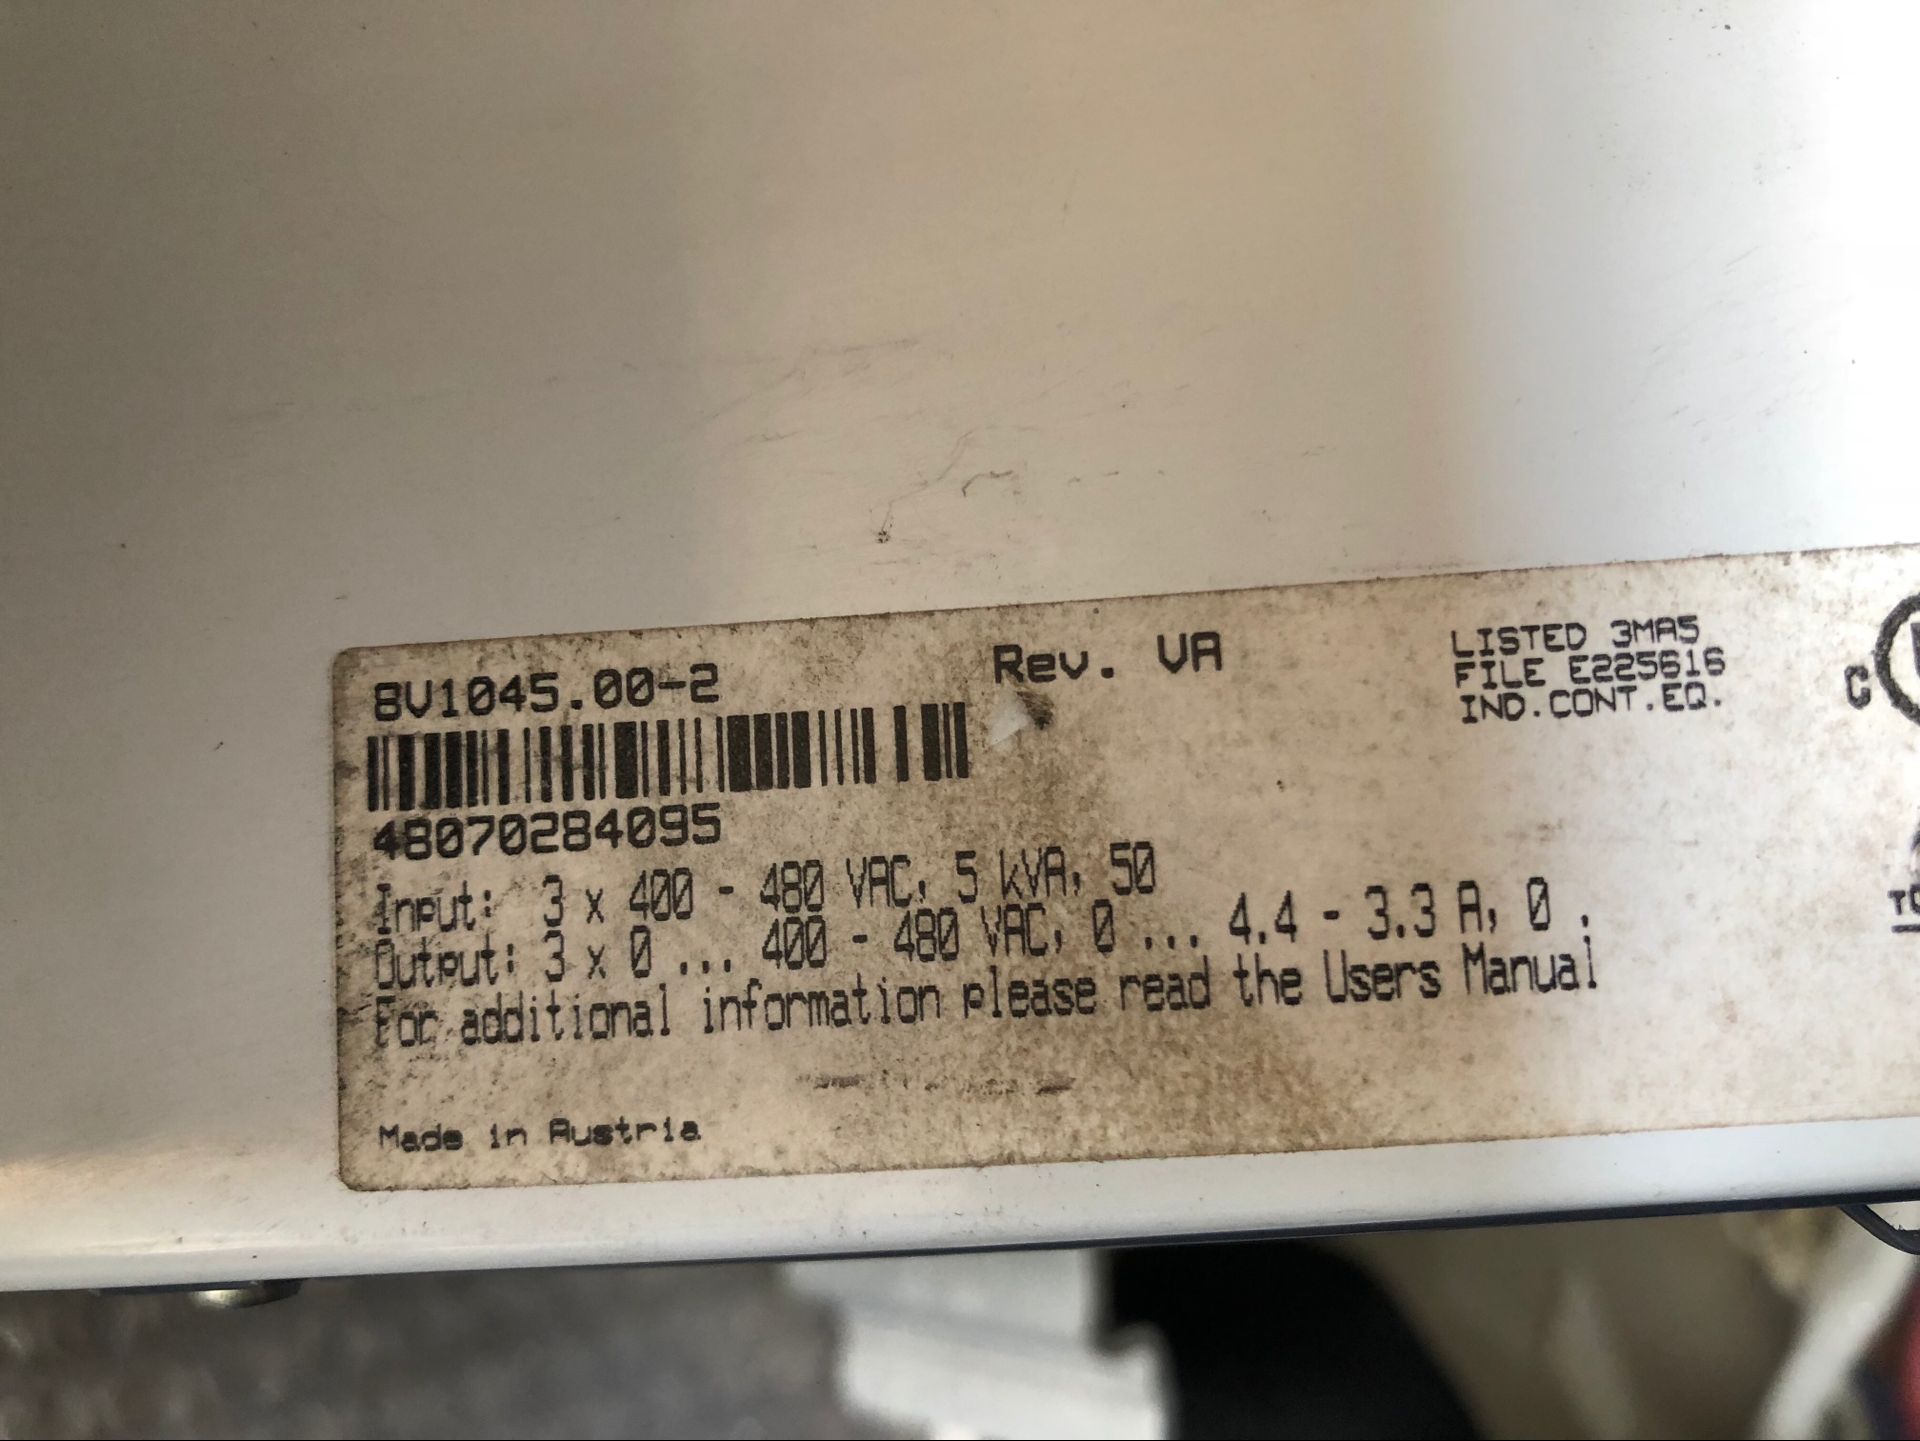 8V1045.00-2
Rev. VA
LISTED 3MA5
FILE E225616
IND.CONT.EQ.
C
48070284095
Input: 3 x 400 - 480 VAC, 5 kVA, 50
Output: 3 x 0 ... 400 - 480 VAC, 0 ... 4.4 - 3.3 A, 0 .
For additional information please read the Users Manual
Made in Austria